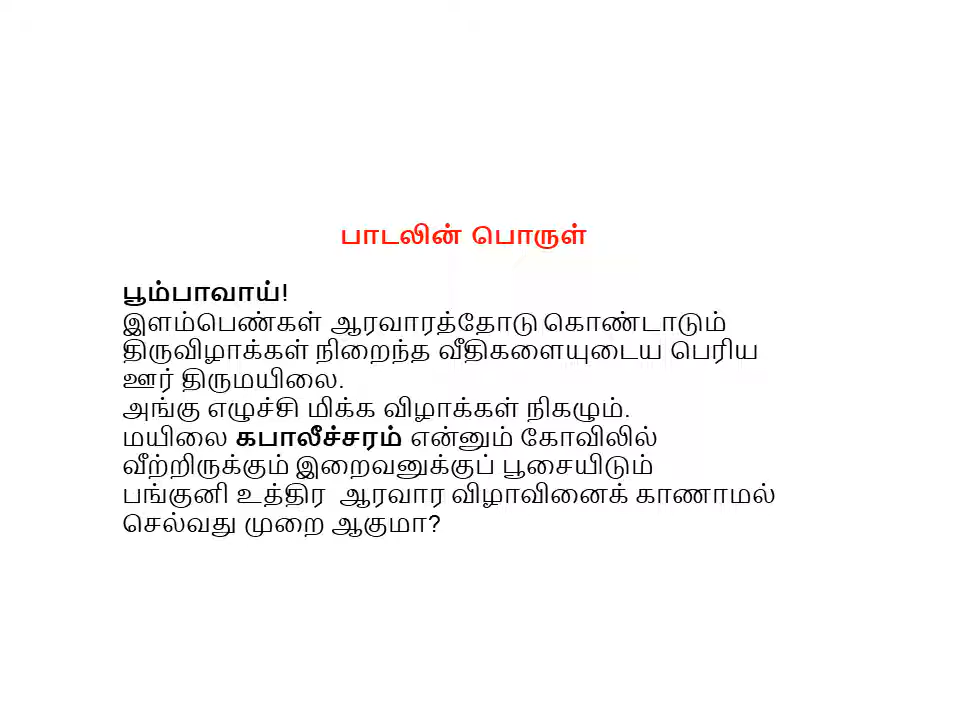 பாடலின் பொருள்
பூம்பாவாய்!
இளம்பெண்கள் ஆரவாரத்தோடு கொண்டாடும்
திருவிழாக்கள் நிறைந்த வீதிகளையுடைய பெரிய
ஊர் திருமயிலை.
அங்கு எழுச்சி மிக்க விழாக்கள் நிகழும்.
மயிலை கபாலீச்சரம் என்னும் கோவிலில்
வீற்றிருக்கும் இறைவனுக்குப் பூசையிடும்
பங்குனி உத்திர ஆரவார விழாவினைக் காணாமல்
செல்வது முறை ஆகுமா?